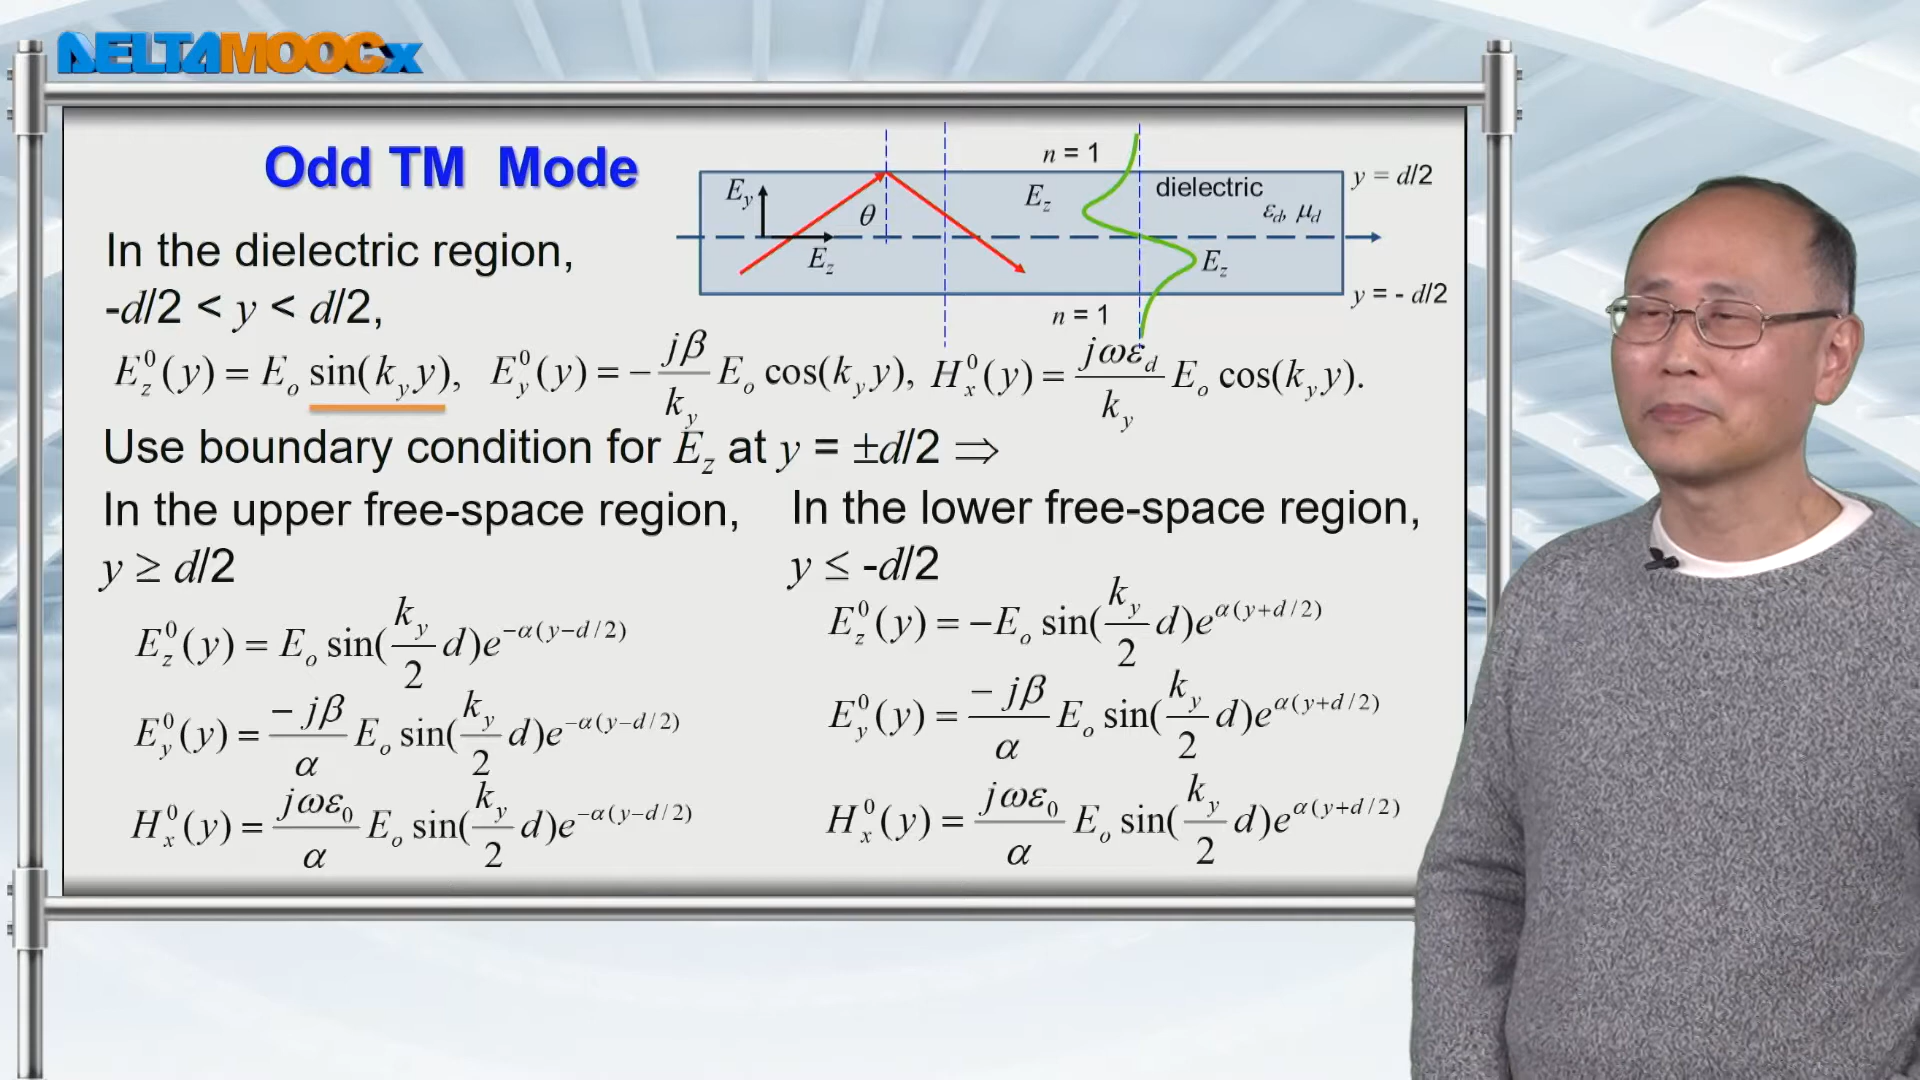 DELTAMOOCx
Odd TM Mode
n = 1
y = d/2
E_y
θ
E_z
dielectric
ε_d, μ_d
E_z
E_z
y = - d/2
n = 1
In the dielectric region,
-d/2 < y < d/2,
E_z^0(y) = E_o sin(k_y y), E_y^0(y) = - jβ/k_y E_o cos(k_y y), H_x^0(y) = jωε_d/k_y E_o cos(k_y y).
Use boundary condition for E_z at y = ±d/2 ⇒
In the upper free-space region,
y ≥ d/2
E_z^0(y) = E_o sin(k_y/2 d)e^{-α(y-d/2)}
E_y^0(y) = -jβ/α E_o sin(k_y/2 d)e^{-α(y-d/2)}
H_x^0(y) = jωε_0/α E_o sin(k_y/2 d)e^{-α(y-d/2)}
In the lower free-space region,
y ≤ -d/2
E_z^0(y) = -E_o sin(k_y/2 d)e^{α(y+d/2)}
E_y^0(y) = -jβ/α E_o sin(k_y/2 d)e^{α(y+d/2)}
H_x^0(y) = jωε_0/α E_o sin(k_y/2 d)e^{α(y+d/2)}